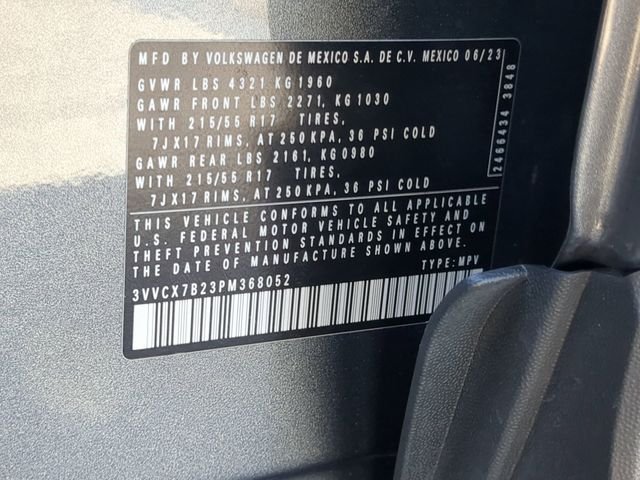 MFD BY VOLKSWAGEN DE MEXICO S.A. DE C.V. MEXICO 06/23
GVWR LBS 4321 KG 1960
GAWR FRONT LBS 2271, KG 1030
WITH 215/55 R17 TIRES,
7JX17 RIMS, AT 250 KPA, 36 PSI COLD
GAWR REAR LBS 2161, KG 0980
WITH 215/55 R17 TIRES,
7JX17 RIMS, AT 250 KPA, 36 PSI COLD
2466434 3848
THIS VEHICLE CONFORMS TO ALL APPLICABLE
U.S. FEDERAL MOTOR VEHICLE SAFETY AND
THEFT PREVENTION STANDARDS IN EFFECT ON
THE DATE OF MANUFACTURE SHOWN ABOVE.
3VVCX7B23PM368052 TYPE: MPV